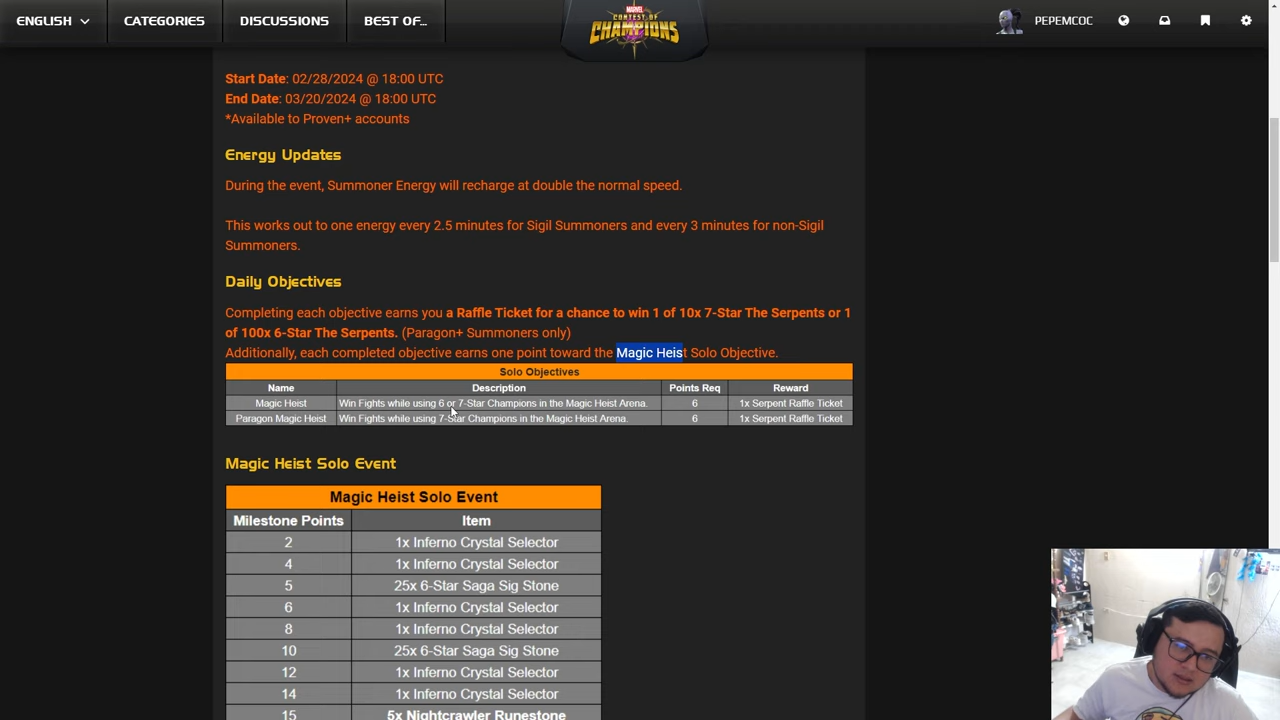 ENGLISH
CATEGORIES
DISCUSSIONS
BEST OF...
MARVEL
CONTEST OF
CHAMPIONS
PEPEMCOC
Start Date: 02/28/2024 @ 18:00 UTC
End Date: 03/20/2024 @ 18:00 UTC
*Available to Proven+ accounts
Energy Updates
During the event, Summoner Energy will recharge at double the normal speed.
This works out to one energy every 2.5 minutes for Sigil Summoners and every 3 minutes for non-Sigil
Summoners.
Daily Objectives
Completing each objective earns you a Raffle Ticket for a chance to win 1 of 10x 7-Star The Serpents or 1
of 100x 6-Star The Serpents. (Paragon+ Summoners only)
Additionally, each completed objective earns one point toward the Magic Heist Solo Objective.
Solo Objectives
Name Description Points Req Reward
Magic Heist Win Fights while using 6 or 7-Star Champions in the Magic Heist Arena. 6 1x Serpent Raffle Ticket
Paragon Magic Heist Win Fights while using 7-Star Champions in the Magic Heist Arena. 6 1x Serpent Raffle Ticket
Magic Heist Solo Event
Magic Heist Solo Event
Milestone Points Item
2 1x Inferno Crystal Selector
4 1x Inferno Crystal Selector
5 25x 6-Star Saga Sig Stone
6 1x Inferno Crystal Selector
8 1x Inferno Crystal Selector
10 25x 6-Star Saga Sig Stone
12 1x Inferno Crystal Selector
14 1x Inferno Crystal Selector
15 5x Nightcrawler Runestone